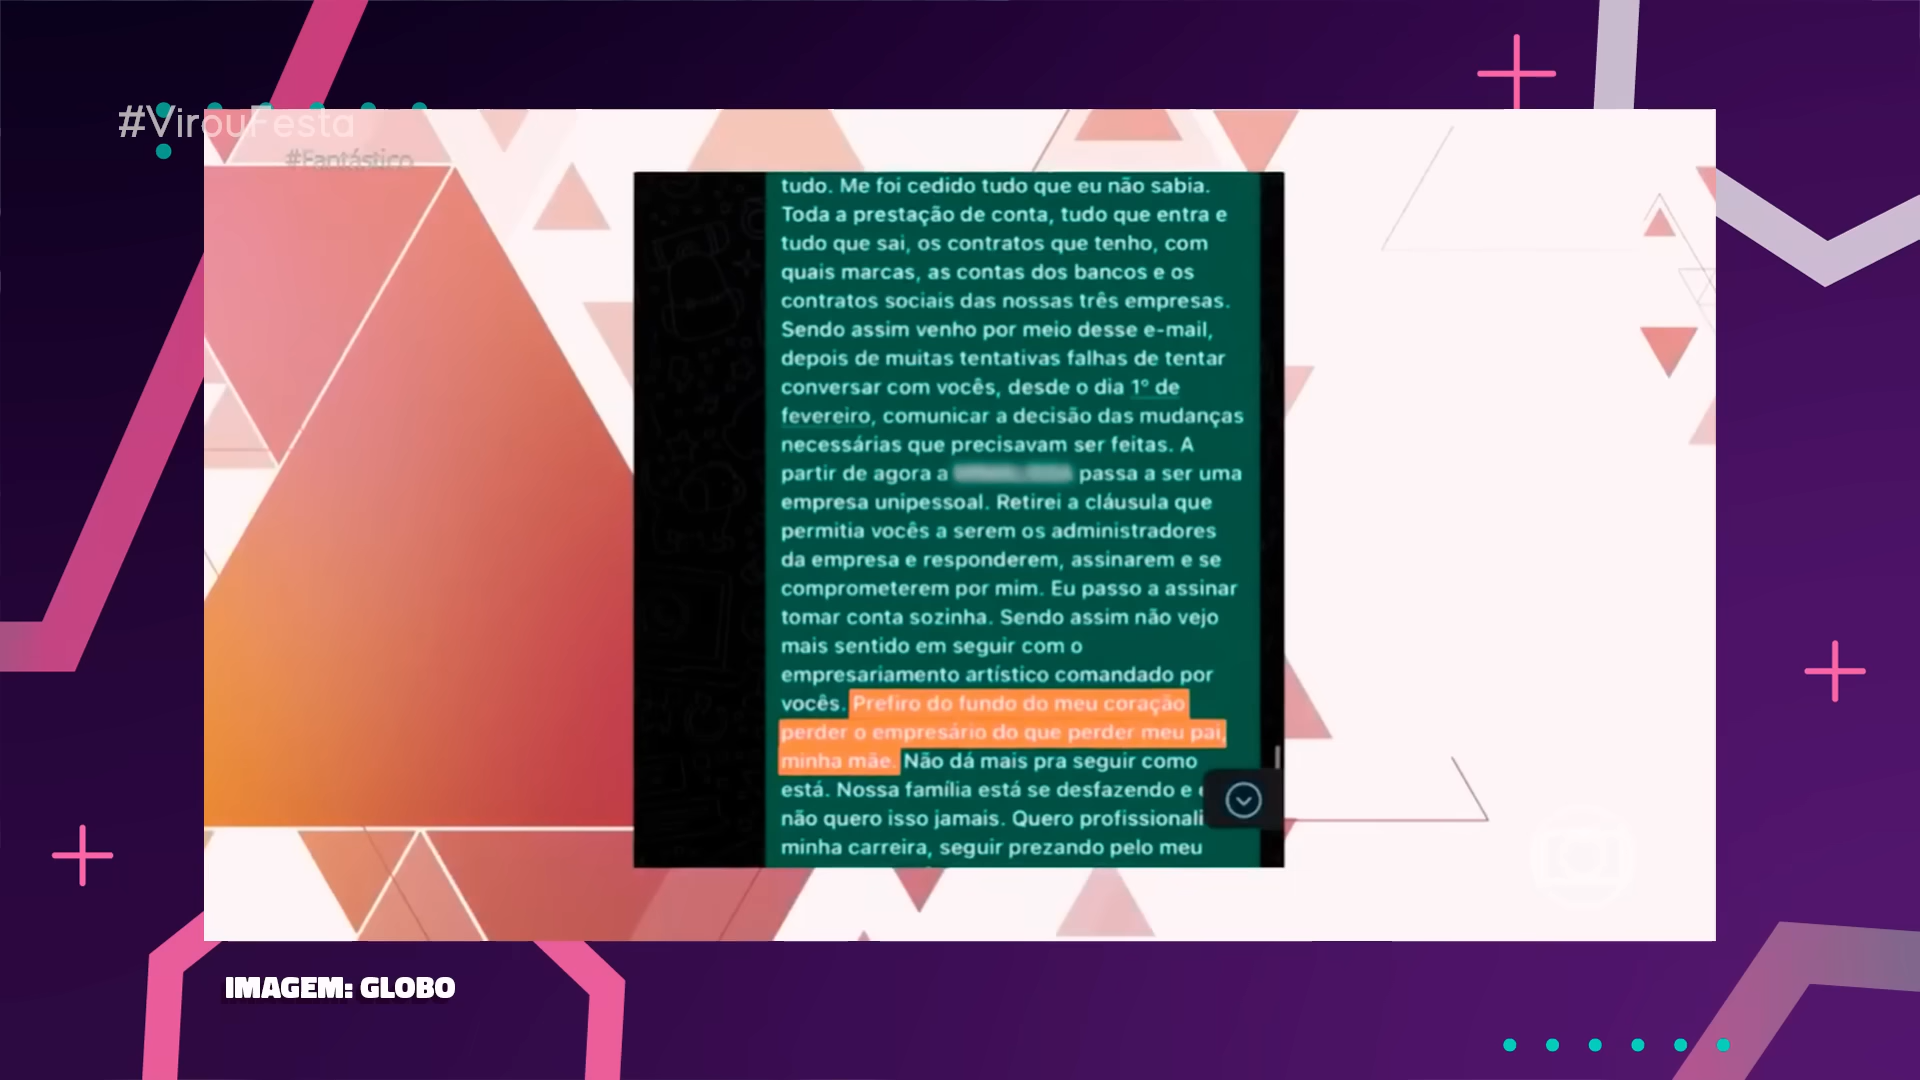 #VirouFesta
#Fantástico
tudo. Me foi cedido tudo que eu não sabia.
Toda a prestação de conta, tudo que entra e
tudo que sai, os contratos que tenho, com
quais marcas, as contas dos bancos e os
contratos sociais das nossas três empresas.
Sendo assim venho por meio desse e-mail,
depois de muitas tentativas falhas de tentar
conversar com vocês, desde o dia 1º de
fevereiro, comunicar a decisão das mudanças
necessárias que precisavam ser feitas. A
partir de agora a passa a ser uma
empresa unipessoal. Retirei a cláusula que
permitia vocês a serem os administradores
da empresa e responderem, assinarem e se
comprometerem por mim. Eu passo a assinar
tomar conta sozinha. Sendo assim não vejo
mais sentido em seguir com o
empresariamento artístico comandado por
vocês. Prefiro do fundo do meu coração
perder o empresário do que perder meu pai,
minha mãe. Não dá mais pra seguir como
está. Nossa família está se desfazendo e
não quero isso jamais. Quero profissionali
minha carreira, seguir prezando pelo meu
IMAGEM: GLOBO